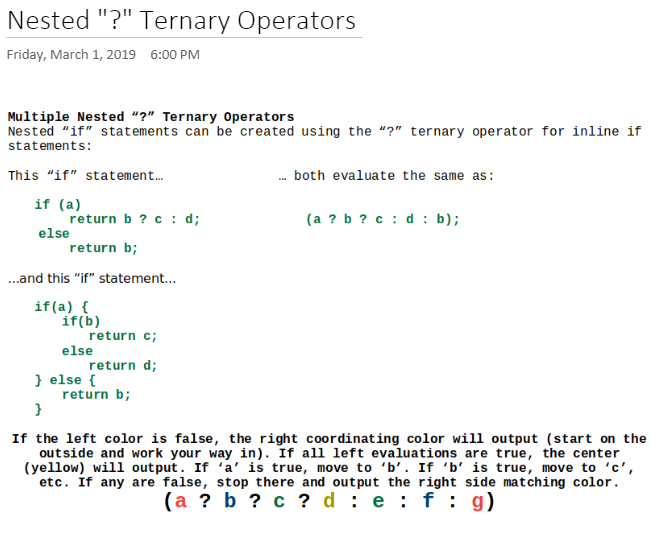 Nested "?" Ternary Operators
Friday, March 1, 2019 6:00 PM
Multiple Nested “?” Ternary Operators
Nested “if” statements can be created using the “?” ternary operator for inline if
statements:
This “if” statement… … both evaluate the same as:
if (a)
return b ? c : d; (a ? b ? c : d : b);
else
return b;
…and this “if” statement…
if(a) {
if(b)
return c;
else
return d;
} else {
return b;
}
If the left color is false, the right coordinating color will output (start on the
outside and work your way in). If all left evaluations are true, the center
(yellow) will output. If ‘a’ is true, move to ‘b’. If ‘b’ is true, move to ‘c’,
etc. If any are false, stop there and output the right side matching color.
(a ? b ? c ? d : e : f : g)